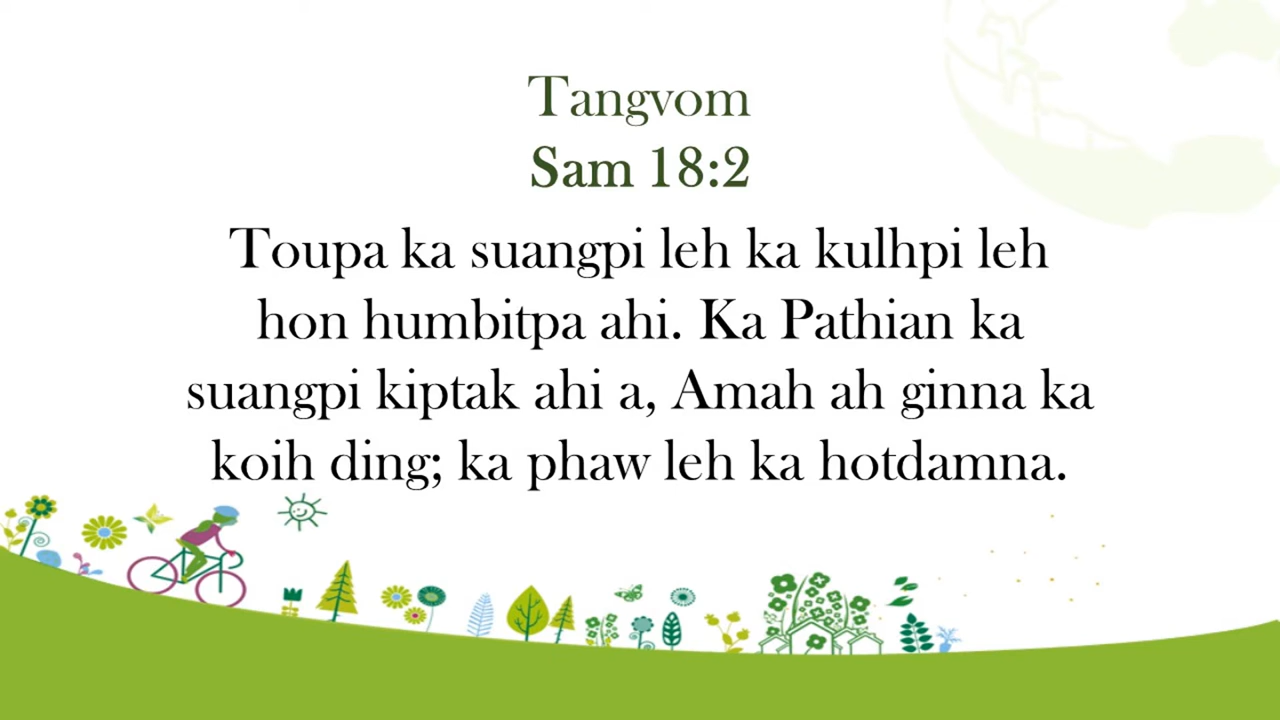 Tangvom
Sam 18:2
Toupa ka suangpi leh ka kulhpi leh
hon humbitpa ahi. Ka Pathian ka
suangpi kiptak ahi a, Amah ah ginna ka
koih ding; ka phaw leh ka hotdamna.